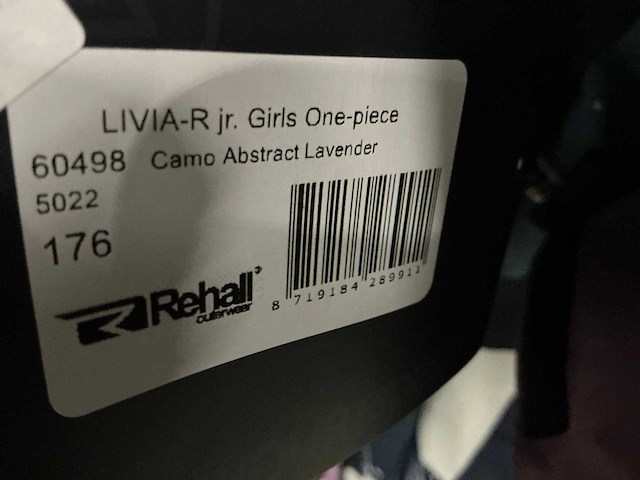 LIVIA-R jr. Girls One-piece
60498 Camo Abstract Lavender
5022
176
Rehall
outerwear
8 719184 289911